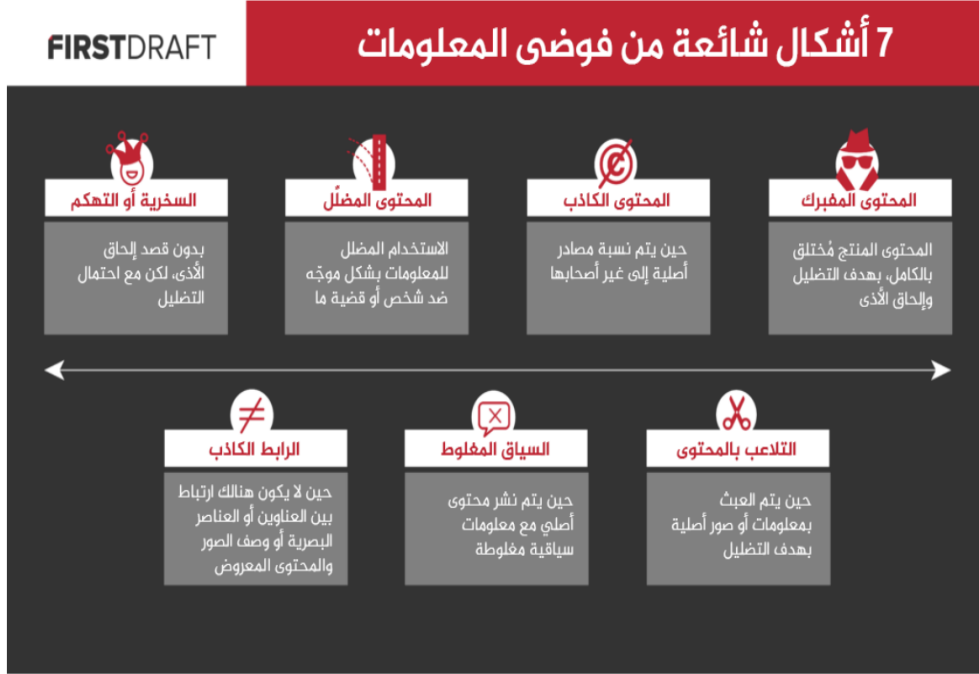 7 أشكال شائعة من فوضى المعلومات
FIRSTDRAFT
المحتوى المفبرك
المحتوى المنتج مُختلق
بالكامل، بهدف التضليل
وإلحاق الأذى
المحتوى الكاذب
حين يتم نسبة مصادر
أصلية إلى غير أصحابها
المحتوى المضلّل
الاستخدام المضلل
للمعلومات بشكل موجّه
ضد شخص أو قضية ما
السخرية أو التهكم
بدون قصد إلحاق
الأذى، لكن مع احتمال
التضليل
التلاعب بالمحتوى
حين يتم العبث
بمعلومات أو صور أصلية
بهدف التضليل
السياق المغلوط
حين يتم نشر محتوى
أصلي مع معلومات
سياقية مغلوطة
الرابط الكاذب
حين لا يكون هنالك ارتباط
بين العناوين أو العناصر
البصرية أو وصف الصور
والمحتوى المعروض